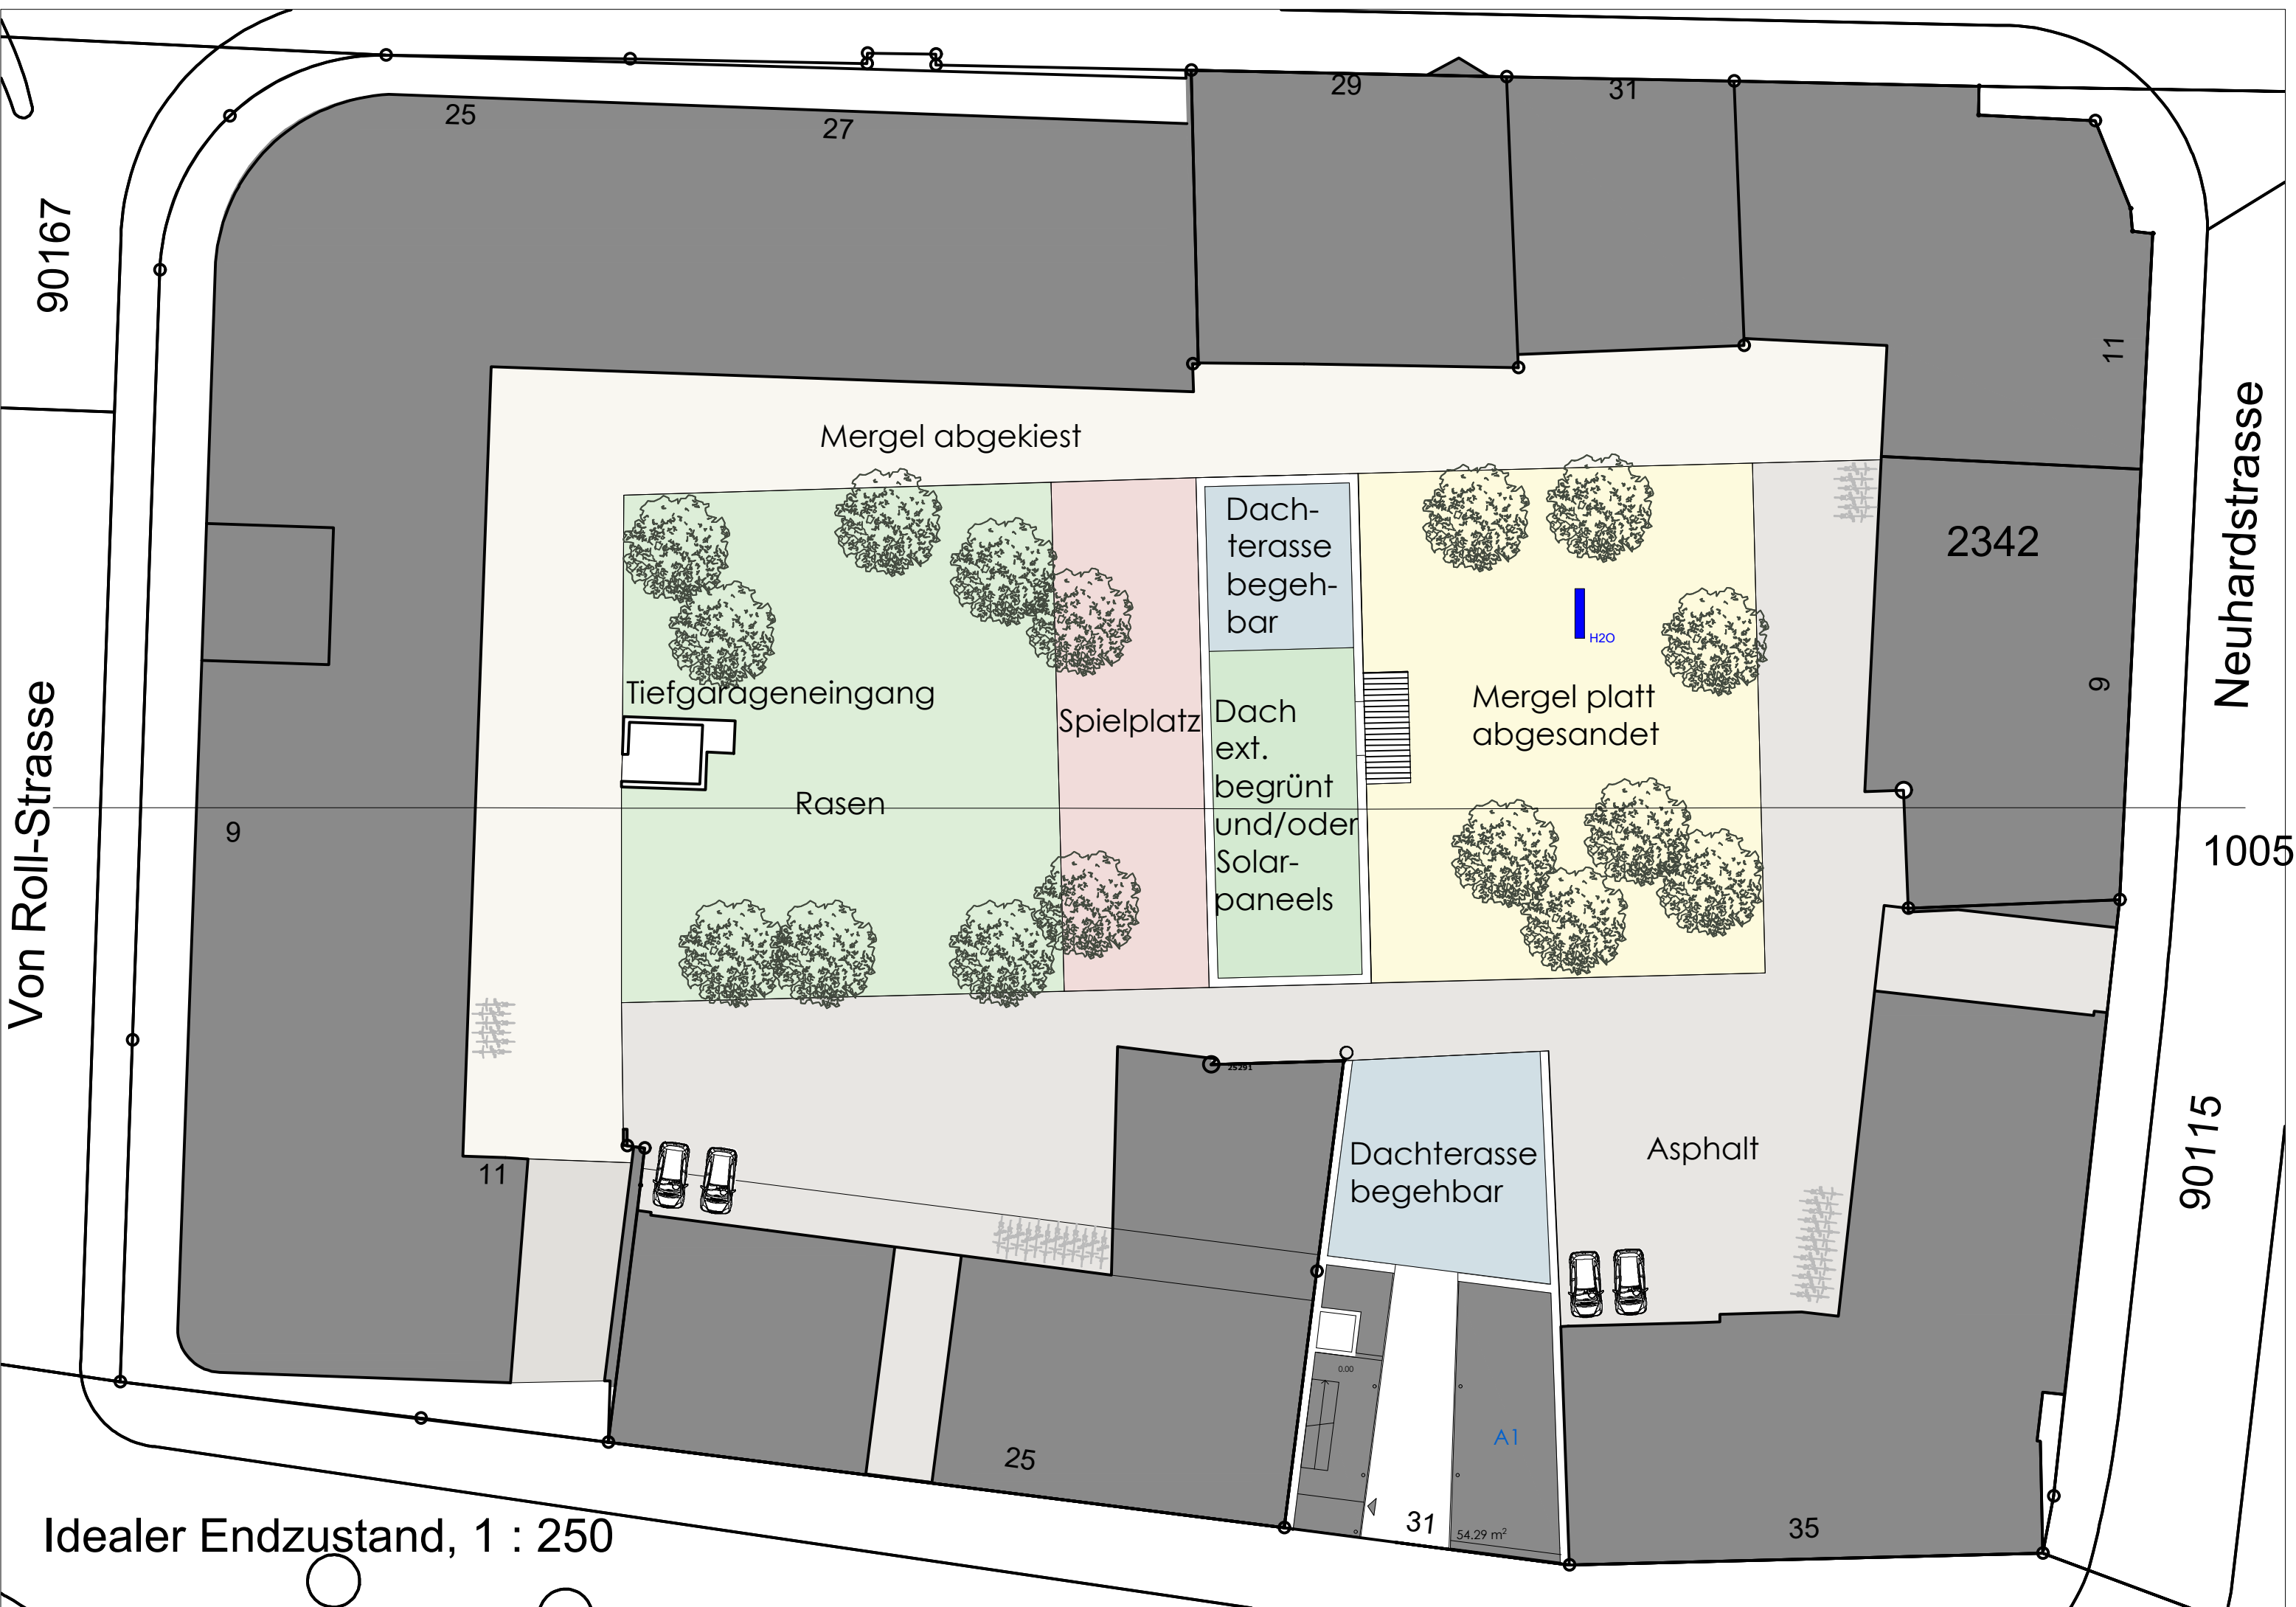 25
27
29
31
90167
11
Mergel abgekiest
Neuhardstrasse
2342
Dach-
terasse
begeh-
bar
H2O
9
Tiefgarageneingang
Spielplatz
Dach
ext.
begrünt
und/oder
Solar-
paneels
Mergel platt
abgesandet
Von Roll-Strasse
Rasen
9
1005
25291
90115
11
Dachterasse
begehbar
Asphalt
0.00
A1
25
31
54.29 m²
35
Idealer Endzustand, 1 : 250